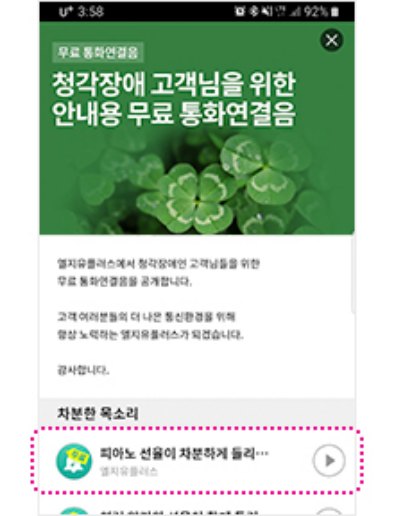 U⁺ 3:58 92%
무료 통화연결음
청각장애 고객님을 위한
안내용 무료 통화연결음
엘지유플러스에서 청각장애인 고객님들을 위한
무료 통화연결음을 공개합니다.
고객 여러분들의 더 나은 통신환경을 위해
항상 노력하는 엘지유플러스가 되겠습니다.
감사합니다.
차분한 목소리
피아노 선율이 차분하게 들리…
엘지유플러스